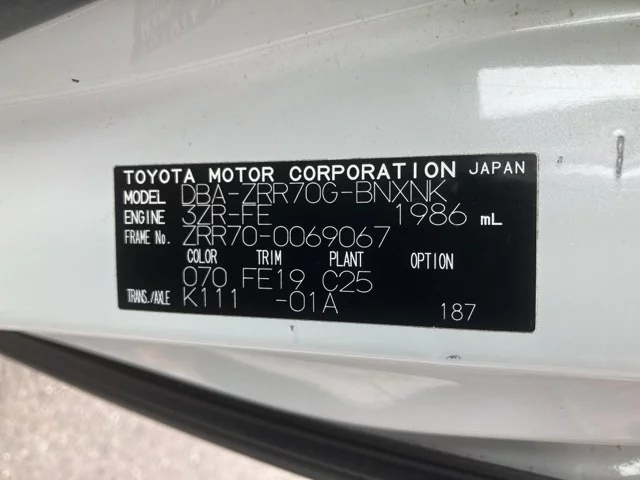 TOYOTA MOTOR CORPORATION JAPAN
MODEL DBA-ZRR70G-BNXNK
ENGINE 3ZR-FE 1986 mL
FRAME No. ZRR70-0069067
COLOR TRIM PLANT OPTION
070 FE19 C25
TRANS./AXLE K111 -01A 187